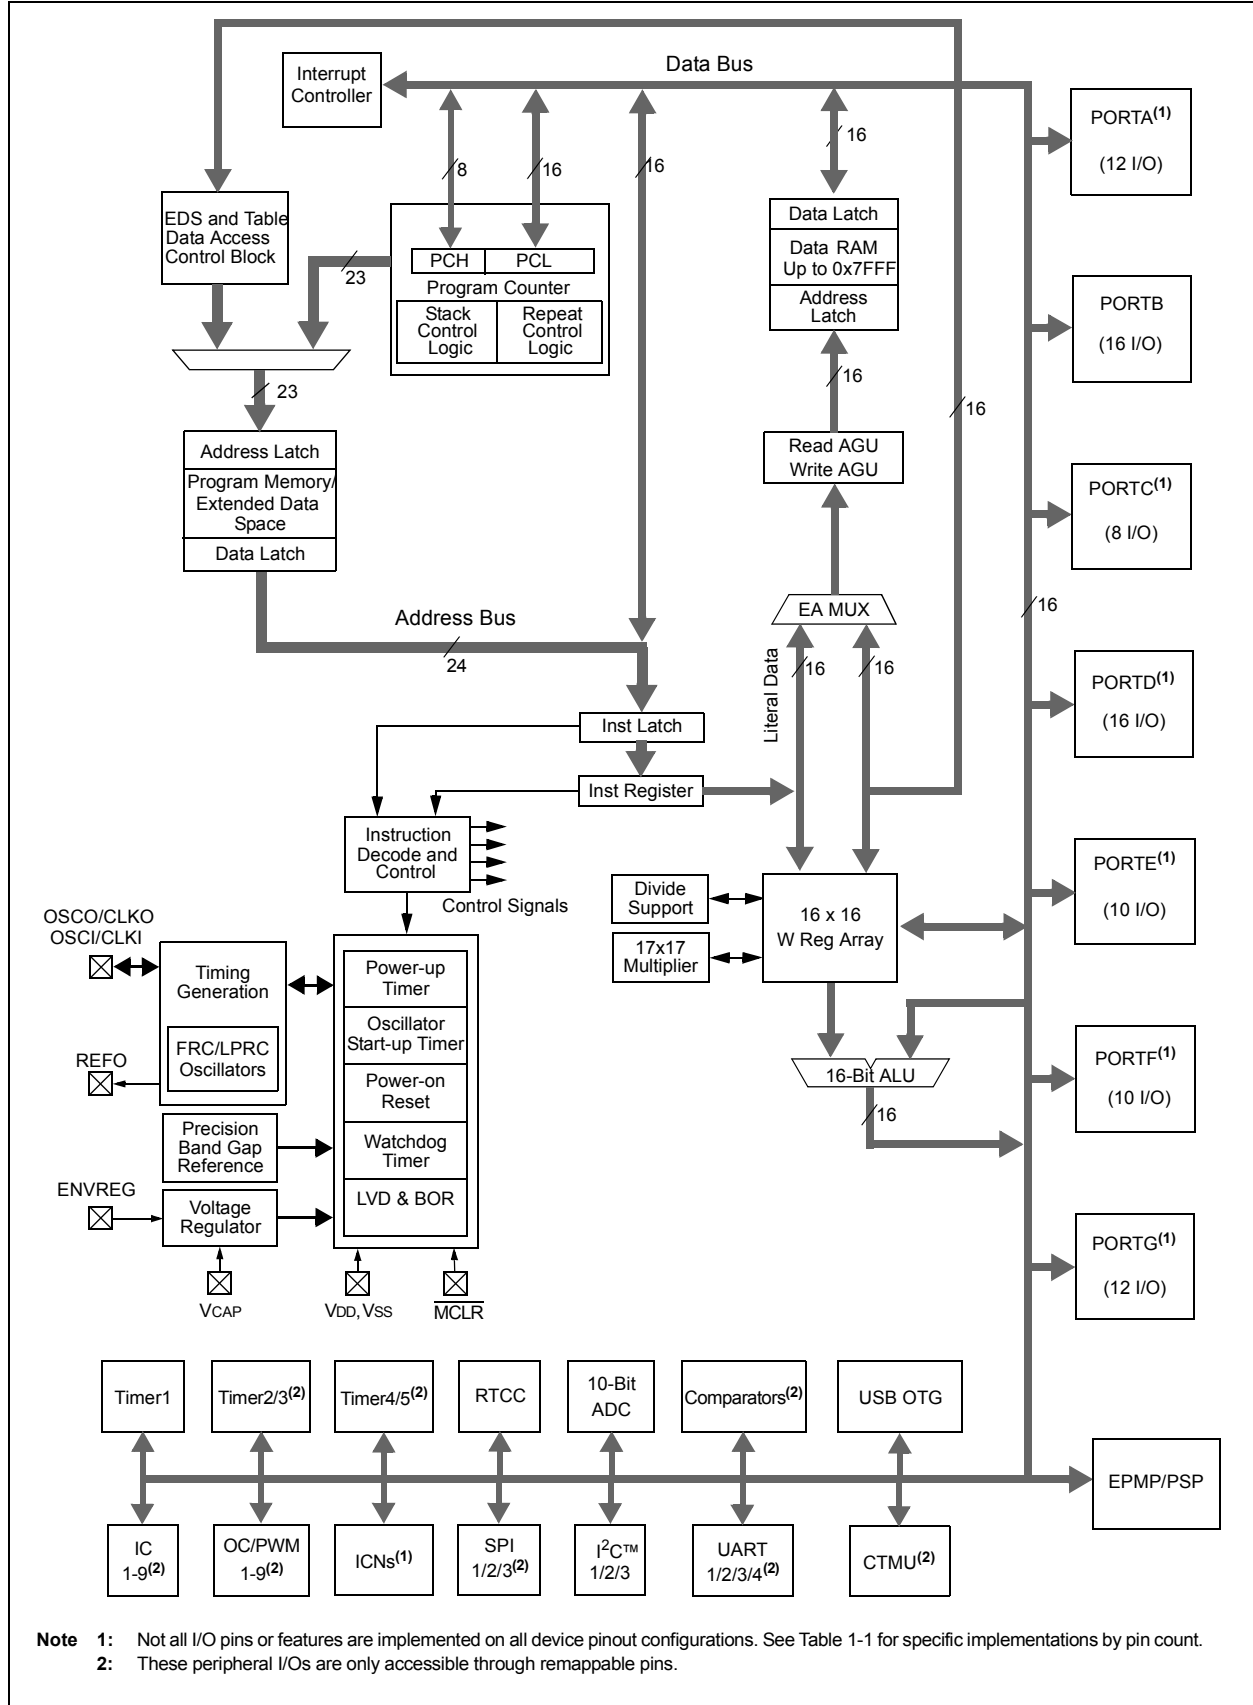 Data Bus
Interrupt
Controller
PORTA(1)
(12 I/O)
16
8
16
16
EDS and Table
Data Access
Control Block
Data Latch
Data RAM
Up to 0x7FFF
Address
Latch
PCH
PCL
23
Program Counter
Stack
Control
Logic
Repeat
Control
Logic
PORTB
(16 I/O)
23
16
16
Address Latch
Program Memory/
Extended Data
Space
Data Latch
Read AGU
Write AGU
PORTC(1)
(8 I/O)
EA MUX
16
Address Bus
24
Literal Data
16
16
PORTD(1)
(16 I/O)
Inst Latch
Inst Register
Instruction
Decode and
Control
Control Signals
Divide
Support
17x17
Multiplier
16 x 16
W Reg Array
PORTE(1)
(10 I/O)
OSCO/CLKO
OSCI/CLKI
Timing
Generation
FRC/LPRC
Oscillators
REFO
Power-up
Timer
Oscillator
Start-up Timer
Power-on
Reset
Watchdog
Timer
LVD & BOR
16-Bit ALU
16
PORTF(1)
(10 I/O)
Precision
Band Gap
Reference
ENVREG
Voltage
Regulator
VCAP
VDD, VSS
MCLR
PORTG(1)
(12 I/O)
Timer1
Timer2/3(2)
Timer4/5(2)
RTCC
10-Bit
ADC
Comparators(2)
USB OTG
EPMP/PSP
IC
1-9(2)
OC/PWM
1-9(2)
ICNs(1)
SPI
1/2/3(2)
I2C™
1/2/3
UART
1/2/3/4(2)
CTMU(2)
Note 1: Not all I/O pins or features are implemented on all device pinout configurations. See Table 1-1 for specific implementations by pin count.
2: These peripheral I/Os are only accessible through remappable pins.